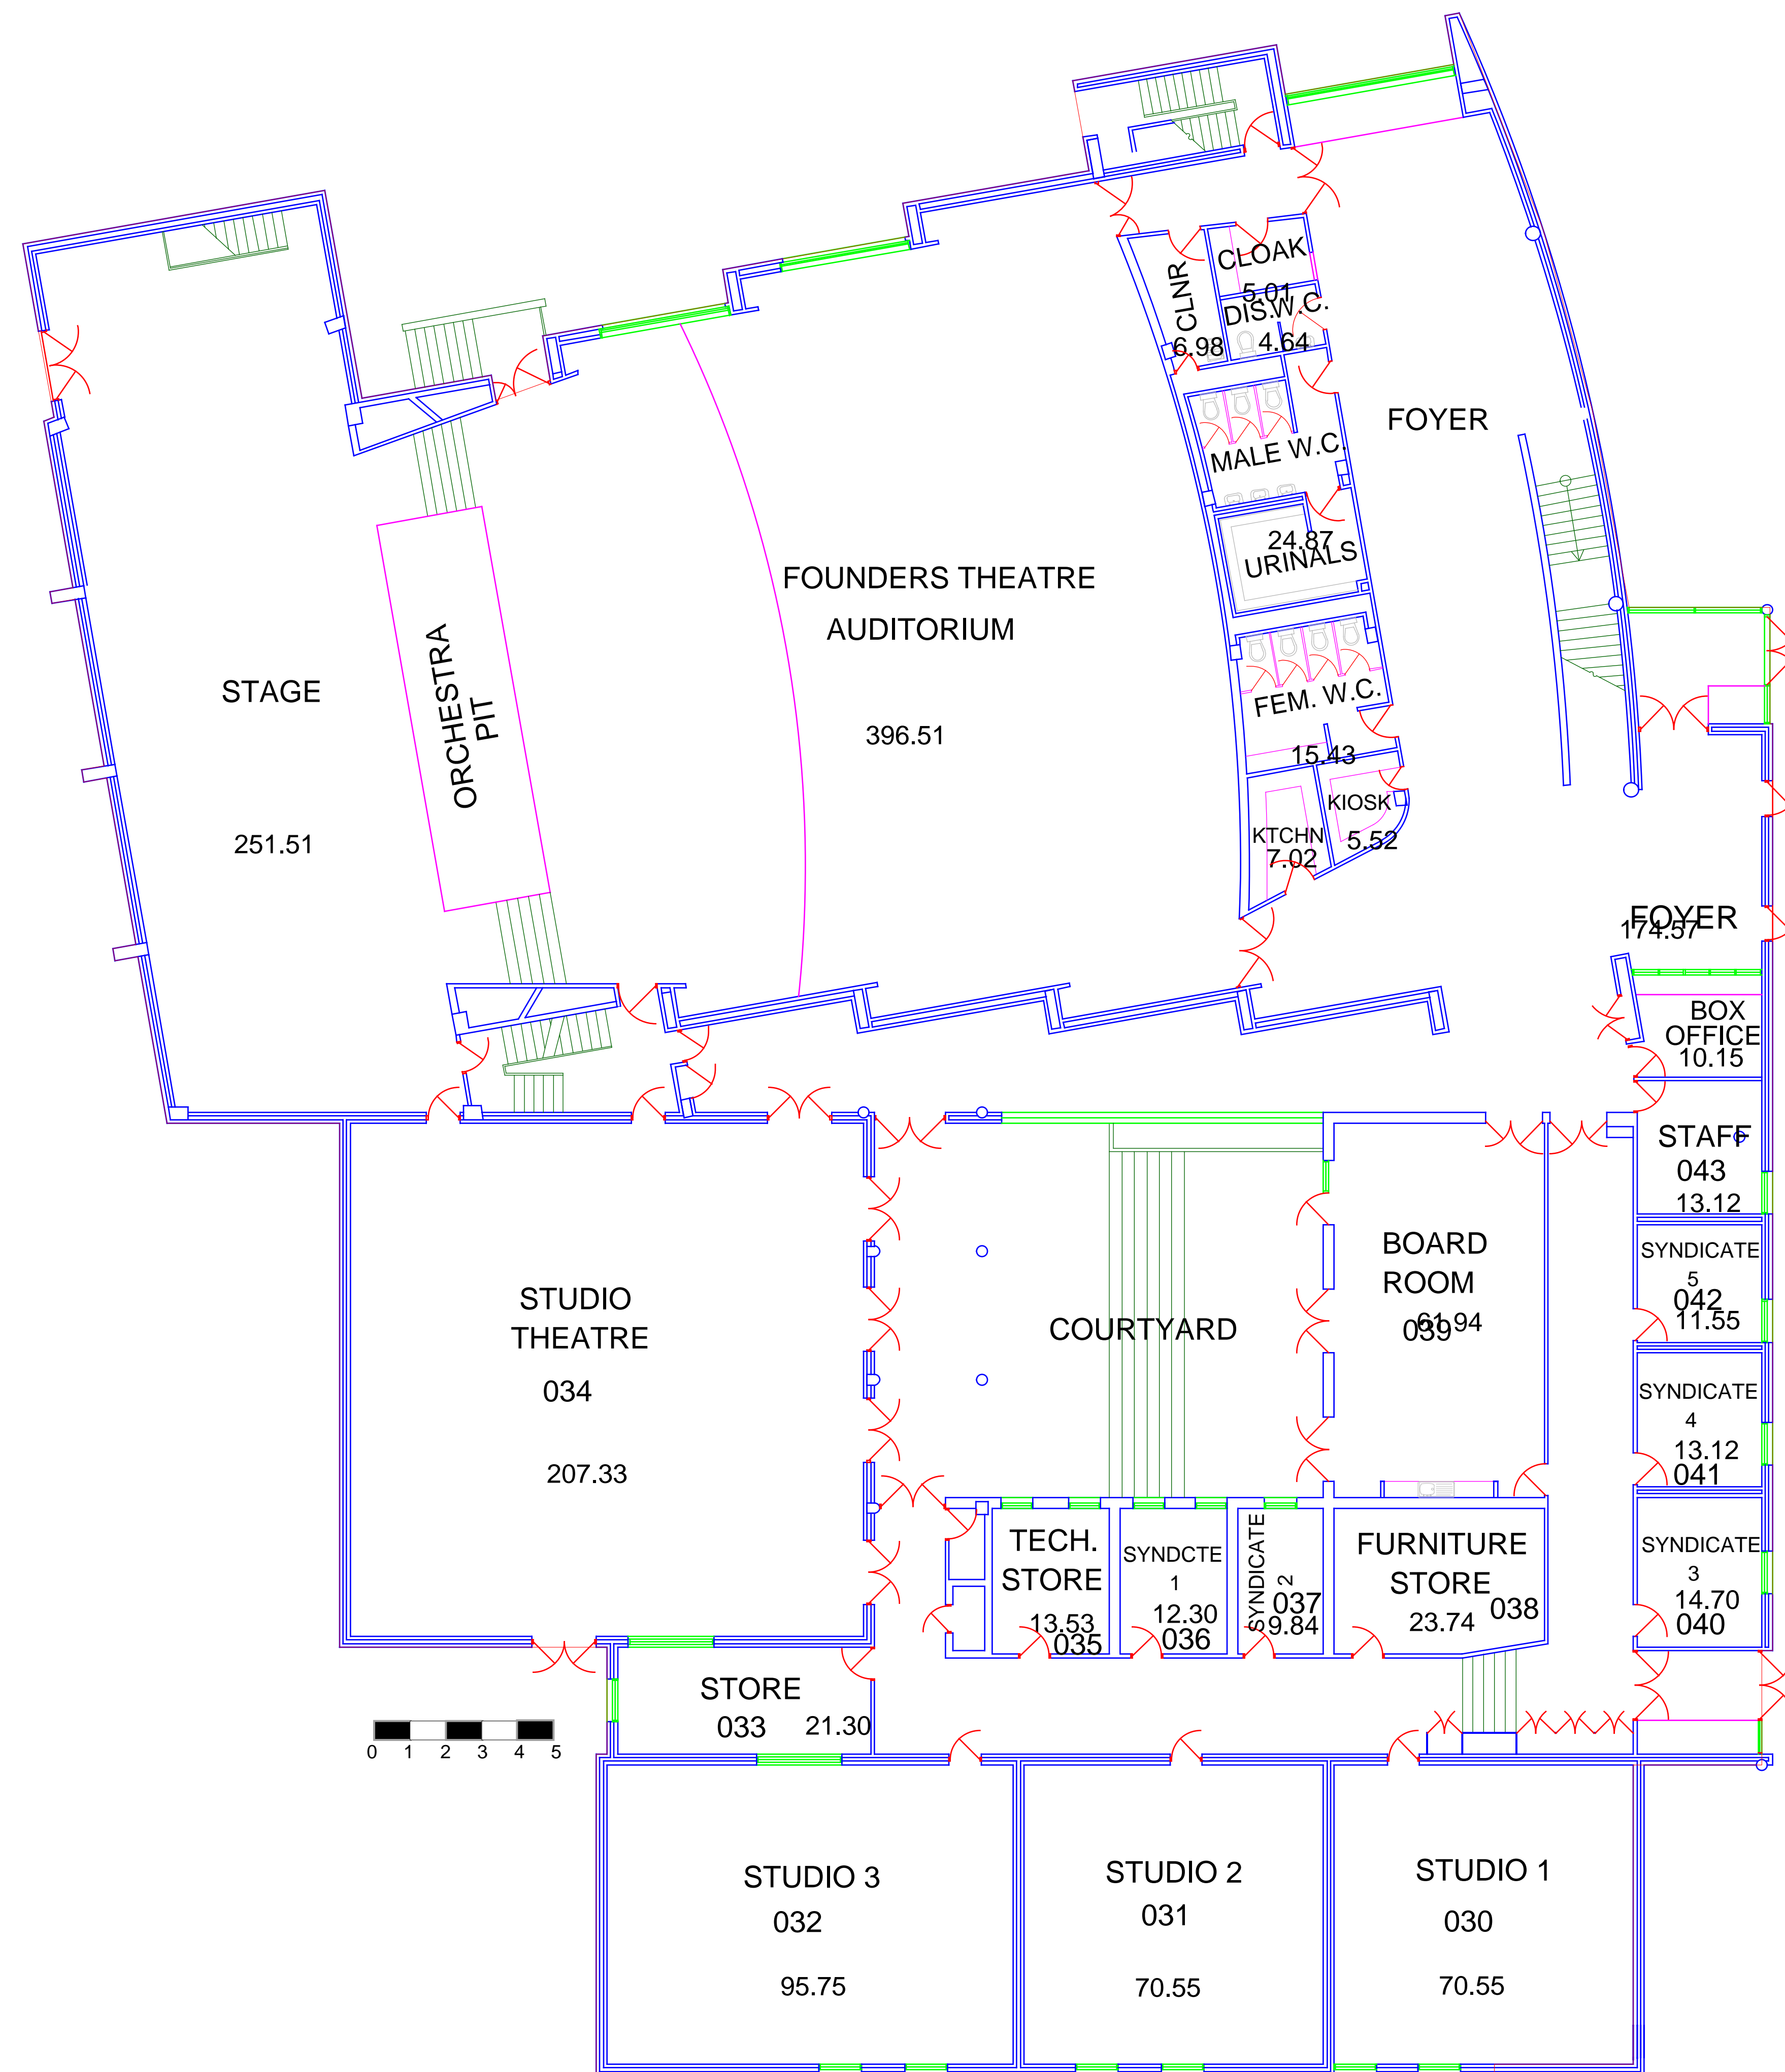 CLOAK
5.01
CLNR
6.98
DIS.W.C.
4.64
FOYER
MALE W.C.
24.87
URINALS
FOUNDERS THEATRE
AUDITORIUM
396.51
STAGE
251.51
ORCHESTRA
PIT
FEM. W.C.
15.43
KIOSK
5.52
KTCHN
7.02
FOYER
174.57
BOX
OFFICE
10.15
STAFF
043
13.12
SYNDICATE
5
042
11.55
BOARD
ROOM
61.94
039
STUDIO
THEATRE
034
207.33
COURTYARD
SYNDICATE
4
13.12
041
TECH.
STORE
13.53
035
SYNDCTE
1
12.30
036
SYNDICATE
2
037
9.84
FURNITURE
STORE
038
23.74
SYNDICATE
3
14.70
040
STORE
033
21.30
0 1 2 3 4 5
STUDIO 3
032
95.75
STUDIO 2
031
70.55
STUDIO 1
030
70.55